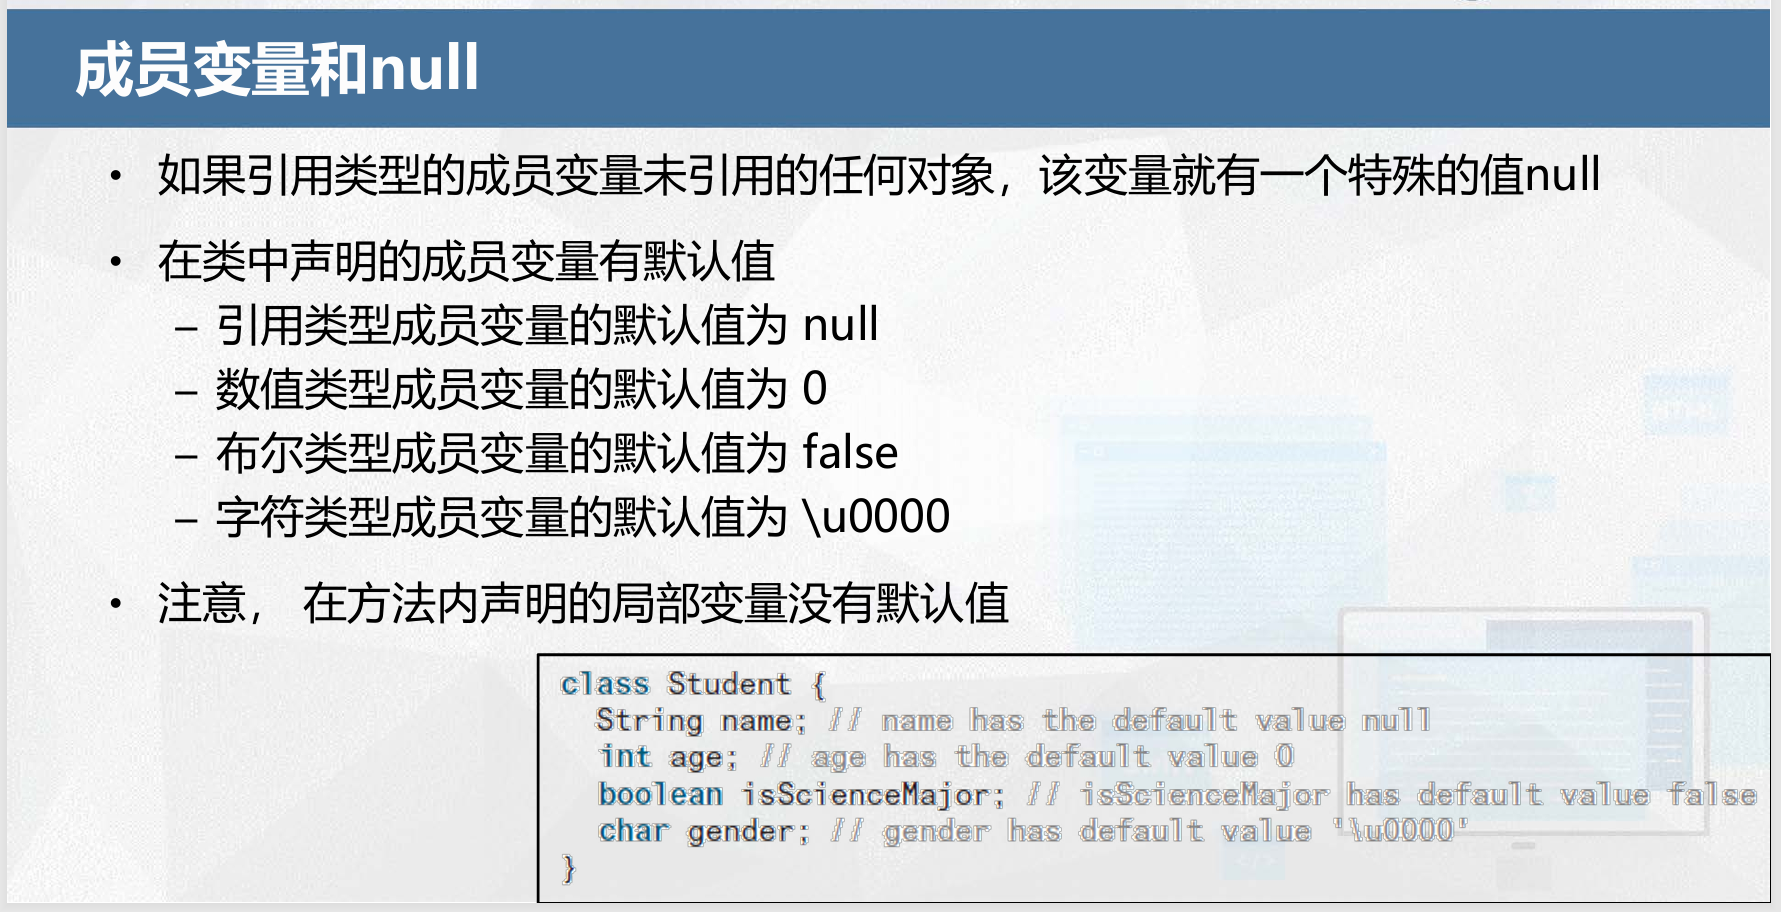 成员变量和null
• 如果引用类型的成员变量未引用的任何对象，该变量就有一个特殊的值null
• 在类中声明的成员变量有默认值
– 引用类型成员变量的默认值为 null
– 数值类型成员变量的默认值为 0
– 布尔类型成员变量的默认值为 false
– 字符类型成员变量的默认值为 \u0000
• 注意， 在方法内声明的局部变量没有默认值
class Student {
String name; // name has the default value null
int age; // age has the default value 0
boolean isScienceMajor; // isScienceMajor has default value false
char gender; // gender has default value '\u0000'
}